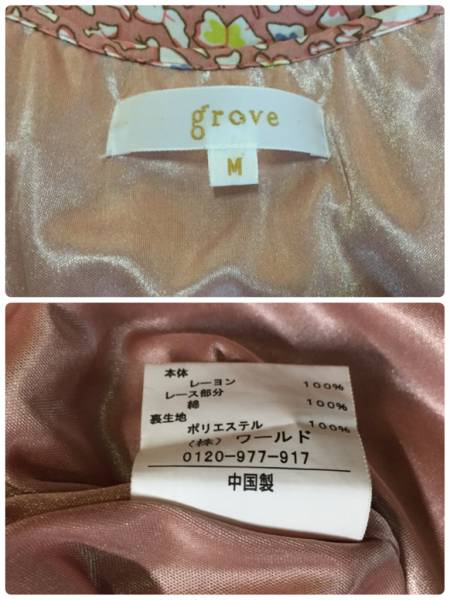 grove
M
本体
レーヨン 100%
レース部分
綿 100%
裏生地
ポリエステル 100%
(株) ワールド
0120-977-917
中国製